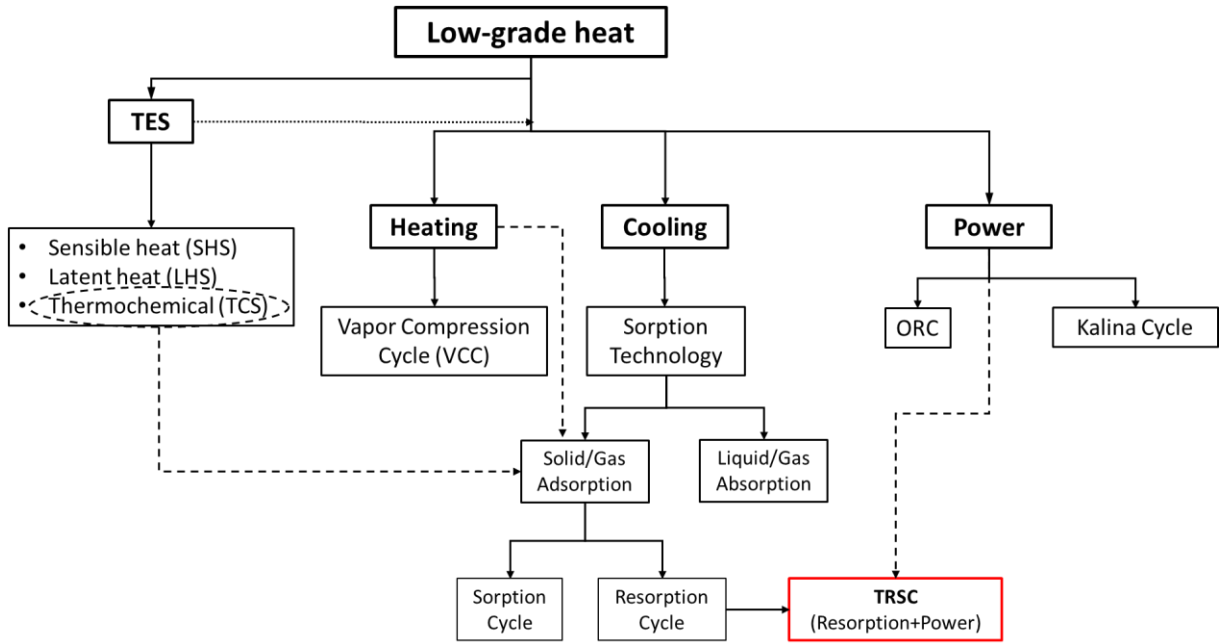 Low-grade heat
TES
Heating
Cooling
Power
• Sensible heat (SHS)
• Latent heat (LHS)
• Thermochemical (TCS)
Vapor Compression
Cycle (VCC)
Sorption
Technology
ORC
Kalina Cycle
Solid/Gas
Adsorption
Liquid/Gas
Absorption
Sorption
Cycle
Resorption
Cycle
TRSC
(Resorption+Power)